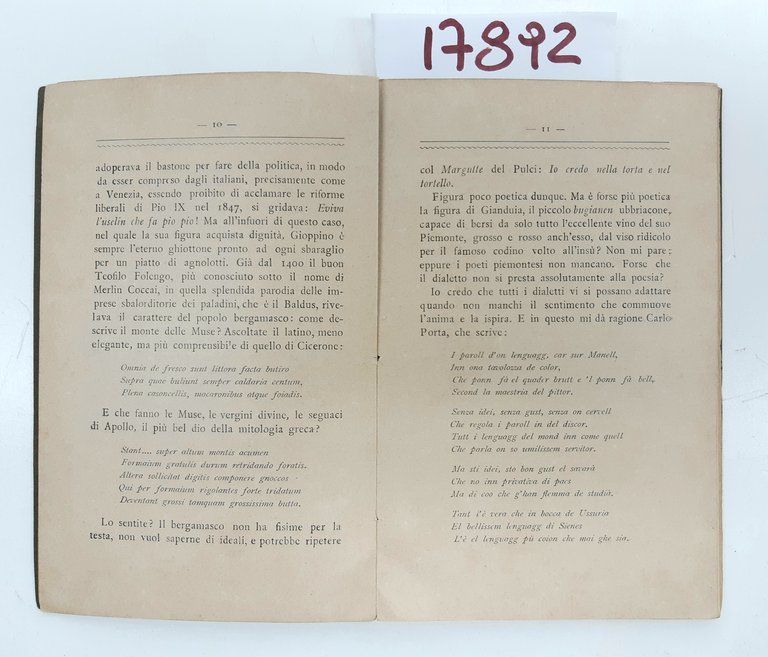 17892
— 10 —
adoperava il bastone per fare della politica, in modo
da esser compreso dagli italiani, precisamente come
a Venezia, essendo proibito di acclamare le riforme
liberali di Pio IX nel 1847, si gridava: Eviva
l'uselin che fa pio pio! Ma all'infuori di questo caso,
nel quale la sua figura acquista dignità, Gioppino è
sempre l'eterno ghiottone pronto ad ogni sbaraglio
per un piatto di agnolotti. Già dal 1400 il buon
Teofilo Folengo, più conosciuto sotto il nome di
Merlin Coccai, in quella splendida parodia delle im-
prese sbalorditorie dei paladini, che è il Baldus, rive-
lava il carattere del popolo bergamasco: come de-
scrive il monte delle Muse? Ascoltate il latino, meno
elegante, ma più comprensibile di quello di Cicerone:
Omnia de fresco sunt littora facta butiro
Supra quae buliunt semper caldaria centum,
Plena casoncellis, macaronibus atque foiadis.
E che fanno le Muse, le vergini divine, le seguaci
di Apollo, il più bel dio della mitologia greca?
Stant.... super altum montis acumen
Formaium gratulis durum retridando foratis.
Altera sollicitat digitis componere gnoccos
Qui per formaium rigolantes forte tridatum
Deventant grossi tamquam grossissima butta.
Lo sentite? Il bergamasco non ha fisime per la
testa, non vuol saperne di ideali, e potrebbe ripetere
— 11 —
col Margutte del Pulci: Io credo nella torta e nel
tortello.
Figura poco poetica dunque. Ma è forse più poetica
la figura di Gianduia, il piccolo bugianen ubbriacone,
capace di bersi da solo tutto l'eccellente vino del suo
Piemonte, grosso e rosso anch'esso, dal viso ridicolo
per il famoso codino volto all'insù? Non mi pare;
eppure i poeti piemontesi non mancano. Forse che
il dialetto non si presta assolutamente alla poesia?
Io credo che tutti i dialetti vi si possano adattare
quando non manchi il sentimento che commuove
l'anima e la ispira. E in questo mi dà ragione Carlo
Porta, che scrive:
I paroll d'on lenguagg, car sur Manell,
Inn ona tavolozza de color,
Che ponn fà el quader brutt e 'l ponn fà bell,
Second la maestria del pittor.
Senza idei, senza gust, senza on cervell
Che regola i paroll in del discor,
Tutt i lenguagg del mond inn come quell
Che parla on so umilissem servitor.
Ma sti idei, sto bon gust el savarà
Che no inn privativa di paes
Ma di coo che g'han flemma de studià.
Tant l'è vera che in bocca de Ussuria
El bellissem lenguagg di Sienes
L'è el lenguagg pù coion che mai ghe sia.